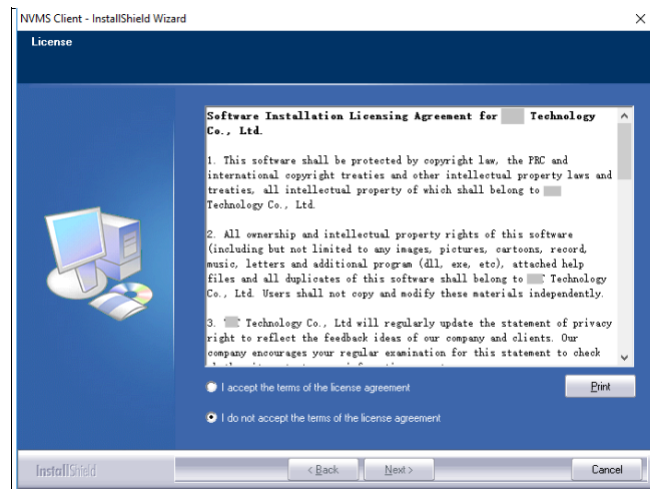 NVMS Client - InstallShield Wizard
License
Software Installation Licensing Agreement for Technology
Co., Ltd.
1. This software shall be protected by copyright law, the PRC and
international copyright treaties and other intellectual property laws and
treaties, all intellectual property of which shall belong to
Technology Co., Ltd.
2. All ownership and intellectual property rights of this software
(including but not limited to any images, pictures, cartoons, record,
music, letters and additional program (dll, exe, etc), attached help
files and all duplicates of this software shall belong to Technology
Co., Ltd. Users shall not copy and modify these materials independently.
3. Technology Co., Ltd will regularly update the statement of privacy
right to reflect the feedback ideas of our company and clients. Our
company encourages your regular examination for this statement to check
I accept the terms of the license agreement
Print
I do not accept the terms of the license agreement
InstallShield
< Back
Next >
Cancel